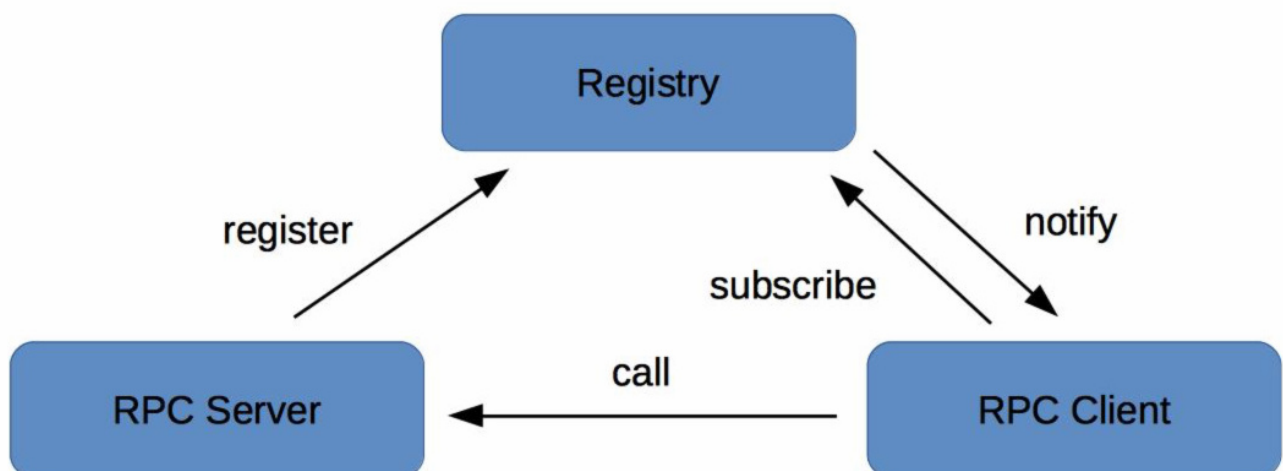 Registry
register
notify
subscribe
call
RPC Server
RPC Client